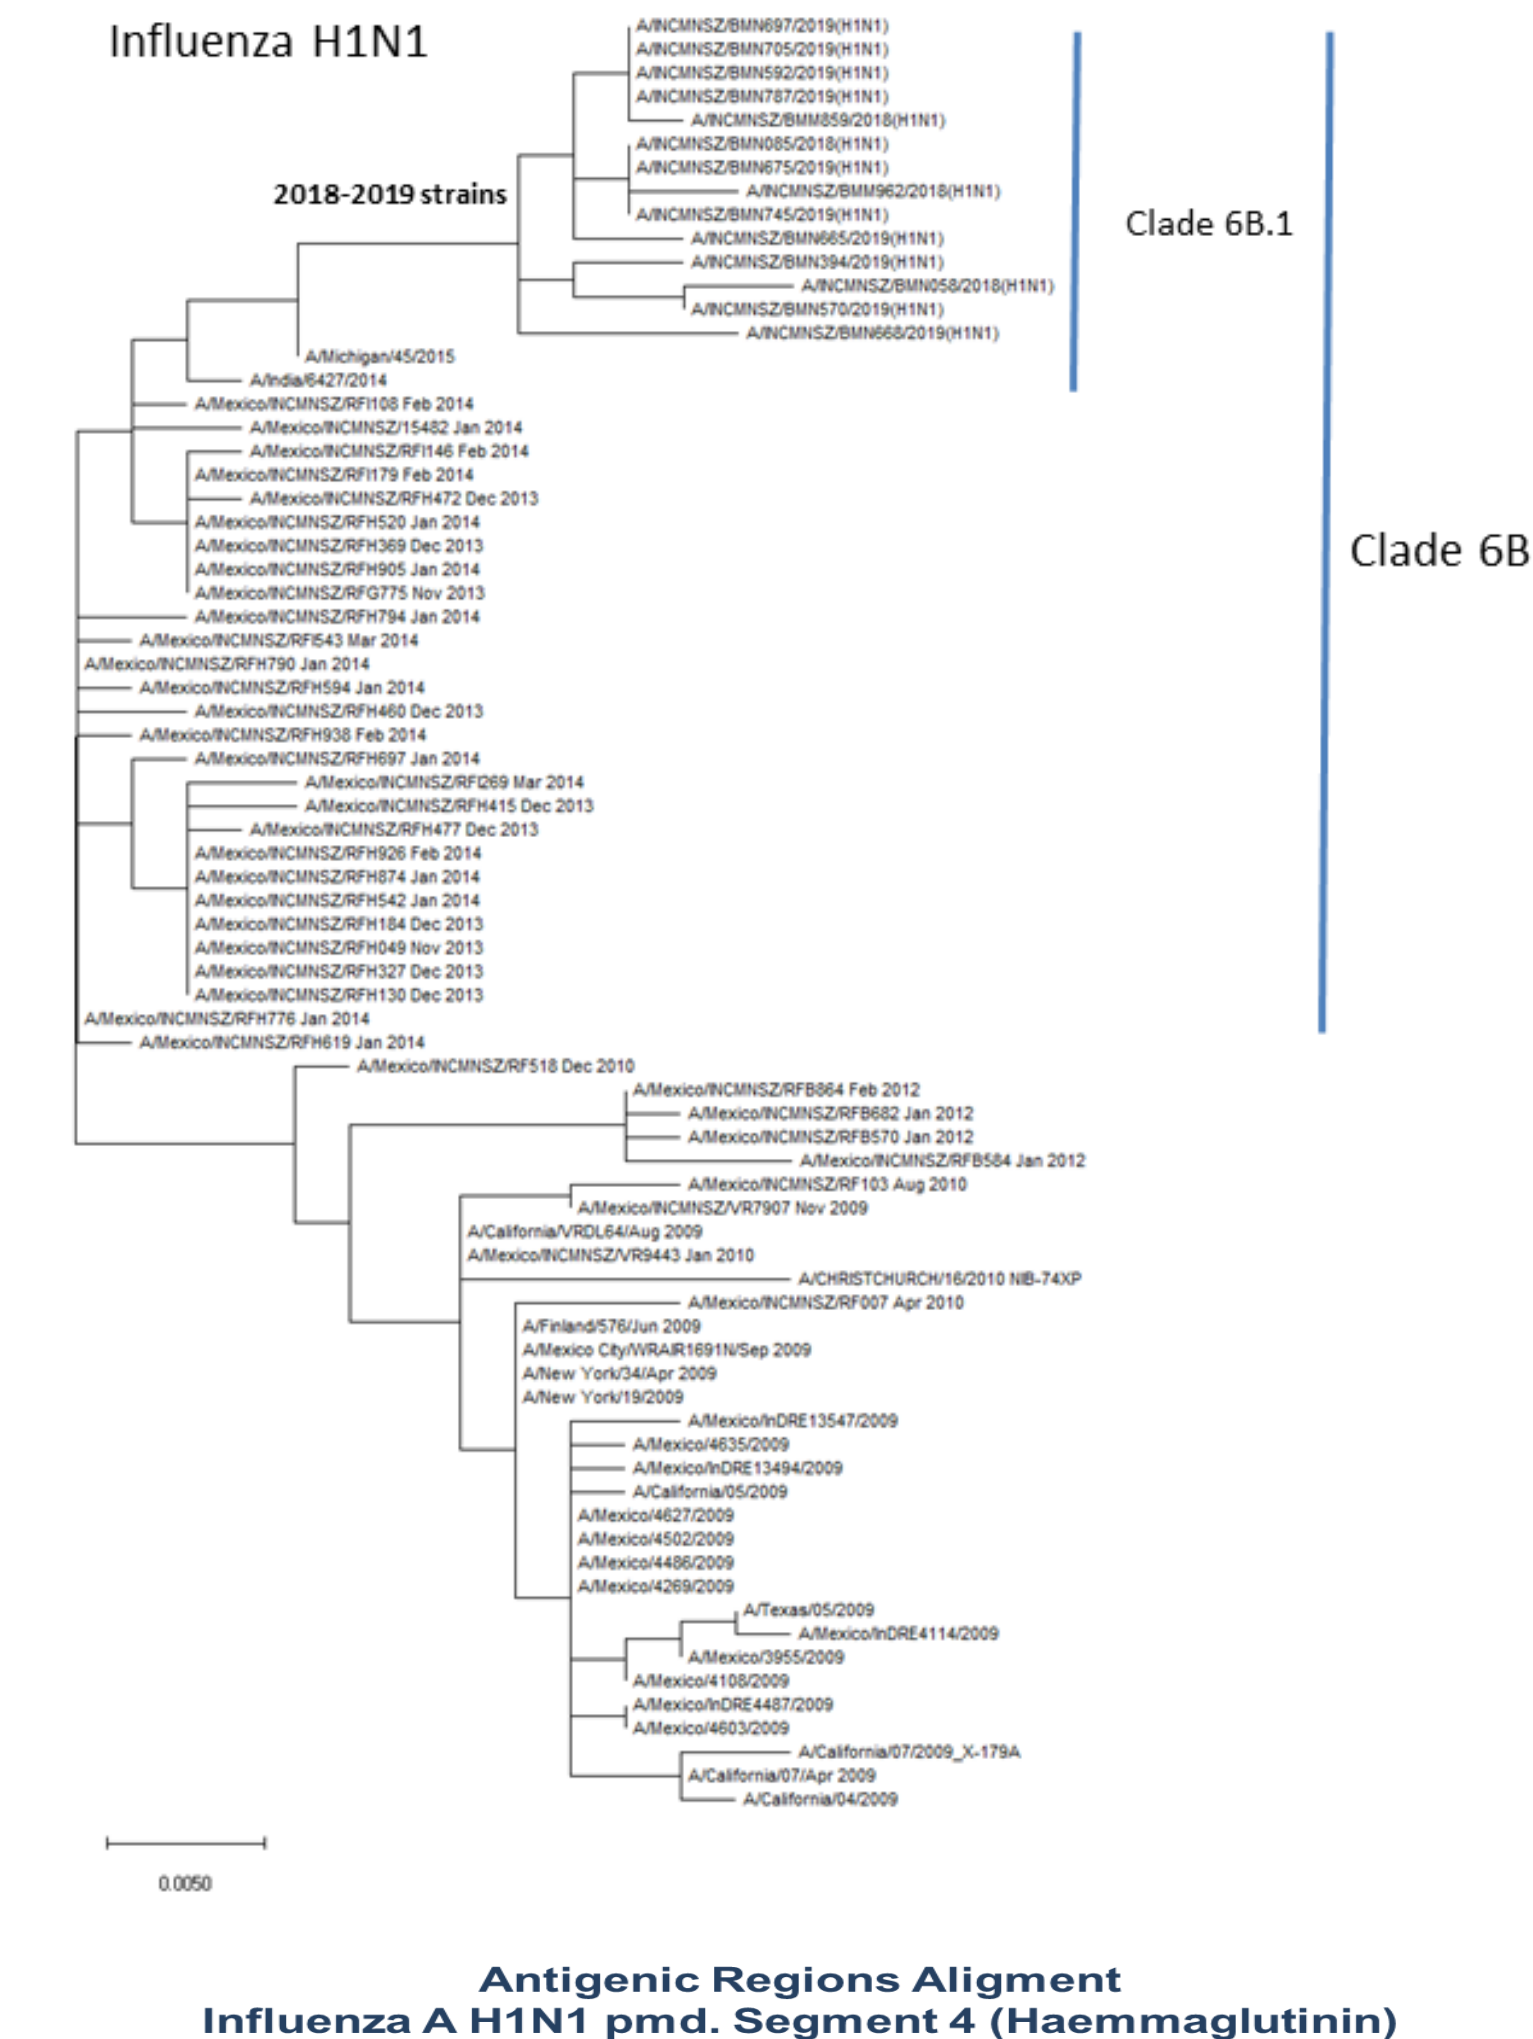 Influenza H1N1
A/INCMNSZ/BMN697/2019(H1N1)
A/INCMNSZ/BMN705/2019(H1N1)
A/INCMNSZ/BMN592/2019(H1N1)
A/INCMNSZ/BMN787/2019(H1N1)
A/INCMNSZ/BMM859/2018(H1N1)
A/INCMNSZ/BMN085/2018(H1N1)
A/INCMNSZ/BMN675/2019(H1N1)
2018-2019 strains
A/INCMNSZ/BMM962/2018(H1N1)
A/INCMNSZ/BMN745/2019(H1N1)
Clade 6B.1
A/INCMNSZ/BMN665/2019(H1N1)
A/INCMNSZ/BMN394/2019(H1N1)
A/INCMNSZ/BMN058/2018(H1N1)
A/INCMNSZ/BMN570/2019(H1N1)
A/INCMNSZ/BMN668/2019(H1N1)
A/Michigan/45/2015
A/India/6427/2014
A/Mexico/INCMNSZ/RFI108 Feb 2014
A/Mexico/INCMNSZ/15482 Jan 2014
A/Mexico/INCMNSZ/RFI146 Feb 2014
A/Mexico/INCMNSZ/RFI179 Feb 2014
A/Mexico/INCMNSZ/RFH472 Dec 2013
A/Mexico/INCMNSZ/RFH520 Jan 2014
A/Mexico/INCMNSZ/RFH369 Dec 2013
Clade 6B
A/Mexico/INCMNSZ/RFH905 Jan 2014
A/Mexico/INCMNSZ/RFG775 Nov 2013
A/Mexico/INCMNSZ/RFH794 Jan 2014
A/Mexico/INCMNSZ/RFI543 Mar 2014
A/Mexico/INCMNSZ/RFH790 Jan 2014
A/Mexico/INCMNSZ/RFH594 Jan 2014
A/Mexico/INCMNSZ/RFH460 Dec 2013
A/Mexico/INCMNSZ/RFH938 Feb 2014
A/Mexico/INCMNSZ/RFH697 Jan 2014
A/Mexico/INCMNSZ/RFI269 Mar 2014
A/Mexico/INCMNSZ/RFH415 Dec 2013
A/Mexico/INCMNSZ/RFH477 Dec 2013
A/Mexico/INCMNSZ/RFH926 Feb 2014
A/Mexico/INCMNSZ/RFH874 Jan 2014
A/Mexico/INCMNSZ/RFH542 Jan 2014
A/Mexico/INCMNSZ/RFH184 Dec 2013
A/Mexico/INCMNSZ/RFH049 Nov 2013
A/Mexico/INCMNSZ/RFH327 Dec 2013
A/Mexico/INCMNSZ/RFH130 Dec 2013
A/Mexico/INCMNSZ/RFH776 Jan 2014
A/Mexico/INCMNSZ/RFH619 Jan 2014
A/Mexico/INCMNSZ/RF518 Dec 2010
A/Mexico/INCMNSZ/RFB864 Feb 2012
A/Mexico/INCMNSZ/RFB682 Jan 2012
A/Mexico/INCMNSZ/RFB570 Jan 2012
A/Mexico/INCMNSZ/RFB584 Jan 2012
A/Mexico/INCMNSZ/RF103 Aug 2010
A/Mexico/INCMNSZ/VR7907 Nov 2009
A/California/VRDL64/Aug 2009
A/Mexico/INCMNSZ/VR9443 Jan 2010
A/CHRISTCHURCH/16/2010 NIB-74XP
A/Mexico/INCMNSZ/RF007 Apr 2010
A/Finland/576/Jun 2009
A/Mexico City/WRAIR1691N/Sep 2009
A/New York/34/Apr 2009
A/New York/19/2009
A/Mexico/InDRE13547/2009
A/Mexico/4635/2009
A/Mexico/InDRE13494/2009
A/California/05/2009
A/Mexico/4627/2009
A/Mexico/4502/2009
A/Mexico/4486/2009
A/Mexico/4269/2009
A/Texas/05/2009
A/Mexico/InDRE4114/2009
A/Mexico/3955/2009
A/Mexico/4108/2009
A/Mexico/InDRE4487/2009
A/Mexico/4603/2009
A/California/07/2009_X-179A
A/California/07/Apr 2009
A/California/04/2009
0.0050
Antigenic Regions Aligment
Influenza A H1N1 pmd. Segment 4 (Haemmaglutinin)